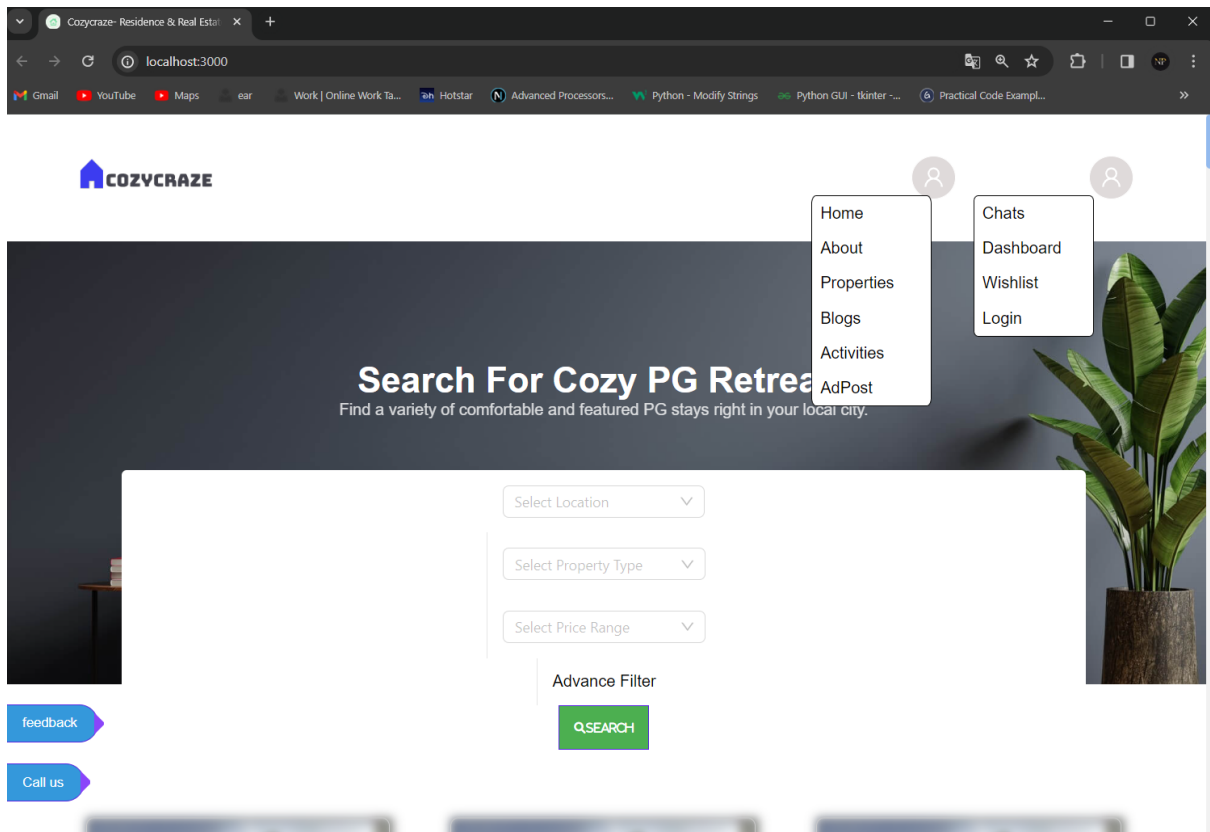 Cozycraze- Residence & Real Estat
localhost:3000
Gmail YouTube Maps ear Work | Online Work Ta... Hotstar Advanced Processors... Python - Modify Strings Python GUI - tkinter -... Practical Code Exampl... »
NP
COZYCRAZE
Home
About
Properties
Blogs
Activities
AdPost
Chats
Dashboard
Wishlist
Login
Search For Cozy PG Retrea
Find a variety of comfortable and featured PG stays right in your local city.
Select Location
Select Property Type
Select Price Range
Advance Filter
SEARCH
feedback
Call us